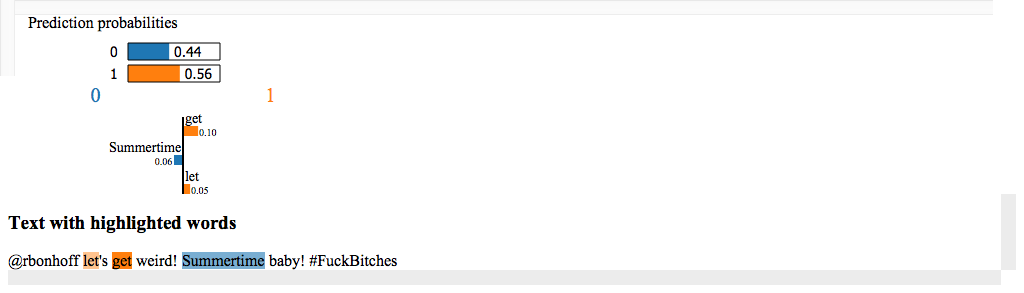 Prediction probabilities
0 0.44
1 0.56
0 1
get
0.10
Summertime
0.06
let
0.05
Text with highlighted words
@rbonhoff let's get weird! Summertime baby! #FuckBitches